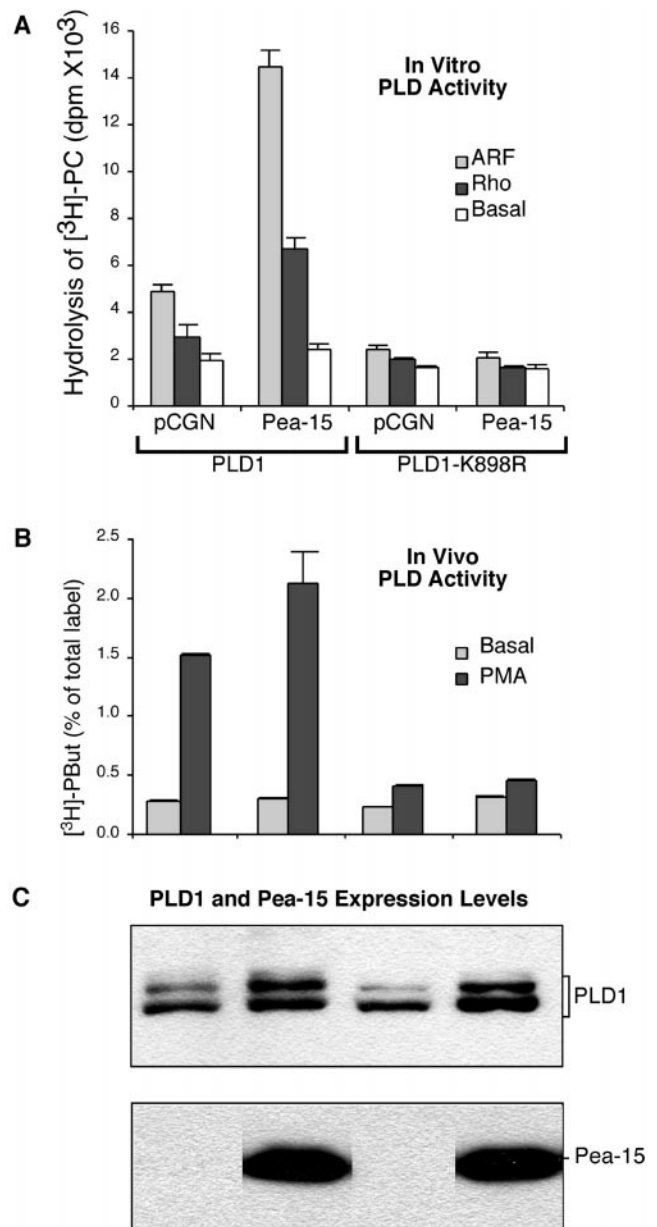 A
In Vitro
PLD Activity
Hydrolysis of [3H]-PC (dpm X103)
16
14
12
10
8
6
4
2
0
ARF
Rho
Basal
pCGN Pea-15 pCGN Pea-15
PLD1 PLD1-K898R
B
In Vivo
PLD Activity
[3H]-PBut (% of total label)
2.5
2.0
1.5
1.0
0.5
0.0
Basal
PMA
C
PLD1 and Pea-15 Expression Levels
PLD1
Pea-15